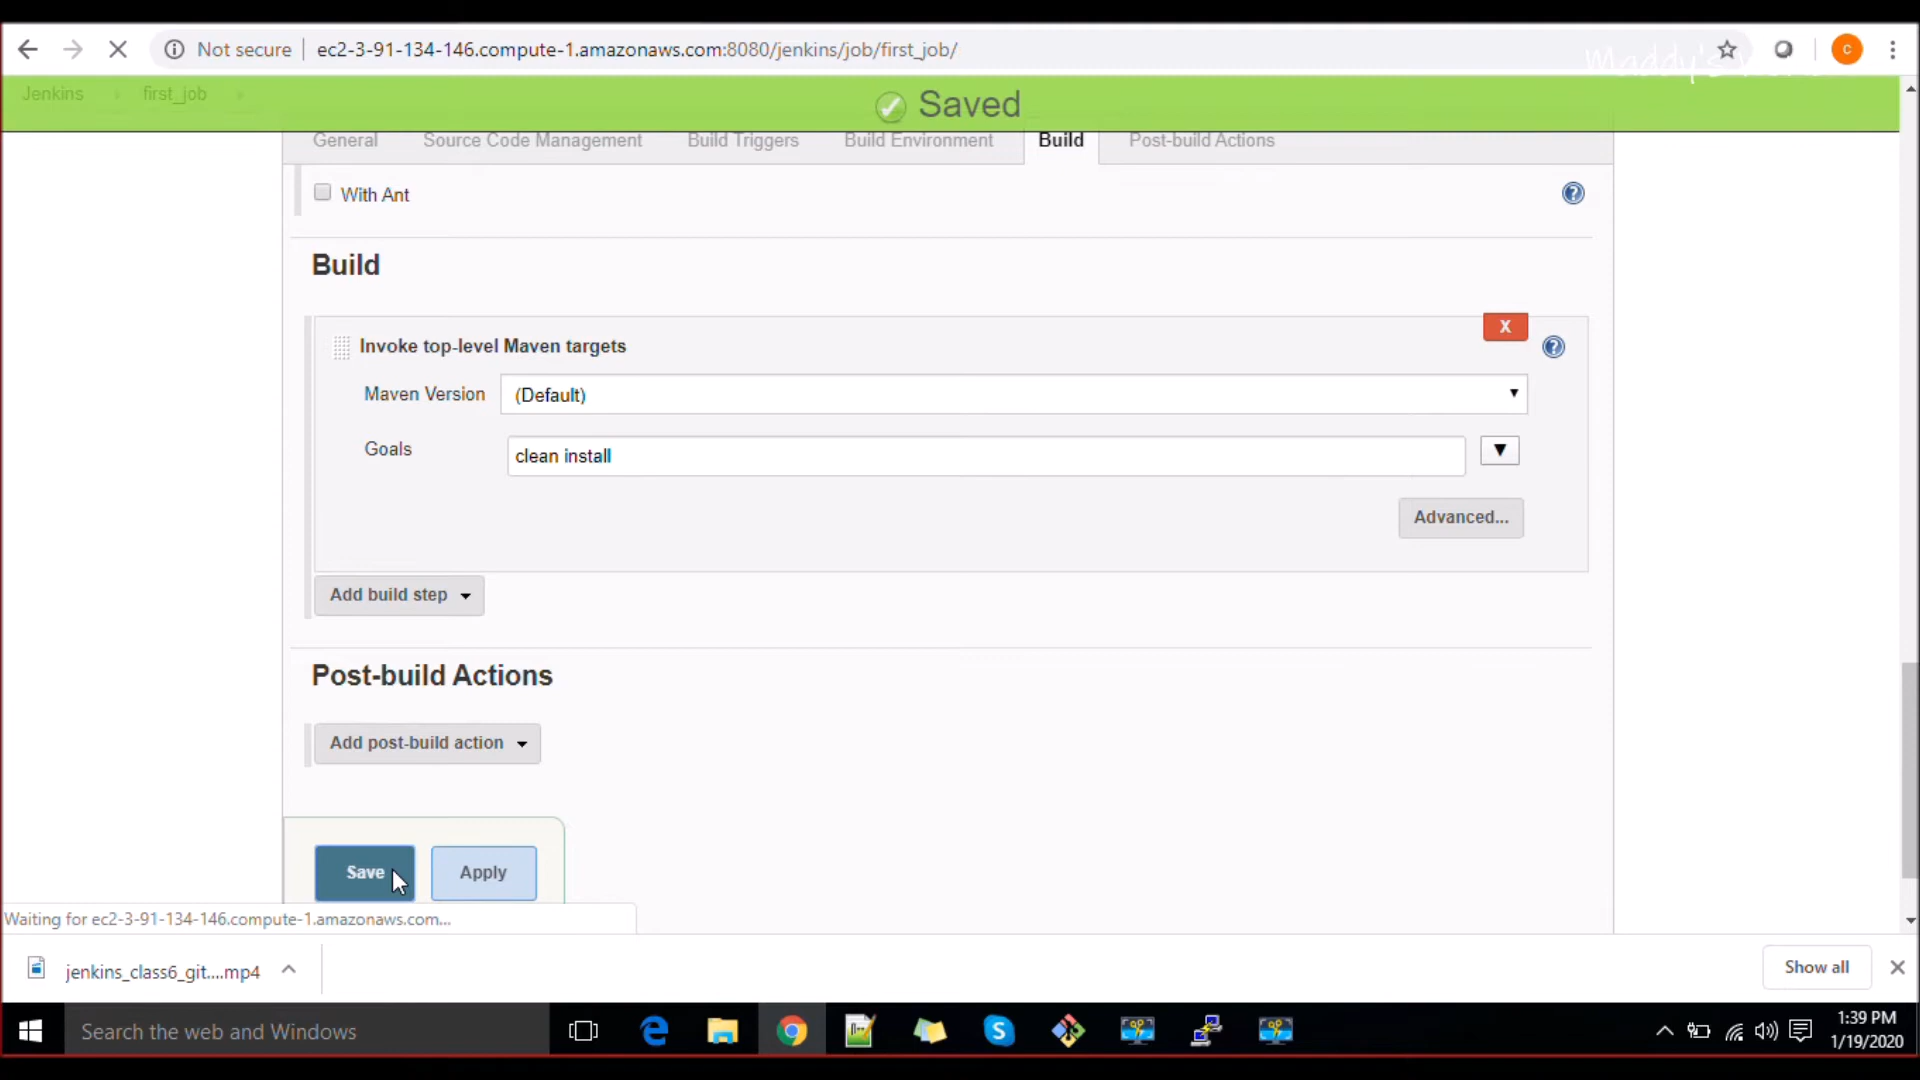 Not secure
ec2-3-91-134-146.compute-1.amazonaws.com:8080/jenkins/job/first_job/
C
Maddy's
Jenkins
first_job
Saved
General
Source Code Management
Build Triggers
Build Environment
Build
Post-build Actions
With Ant
?
Build
Invoke top-level Maven targets
X
?
Maven Version
(Default)
Goals
clean install
Advanced...
Add build step
Post-build Actions
Add post-build action
Save
Apply
Waiting for ec2-3-91-134-146.compute-1.amazonaws.com...
jenkins_class6_git....mp4
Show all
Search the web and Windows
1:39 PM
1/19/2020